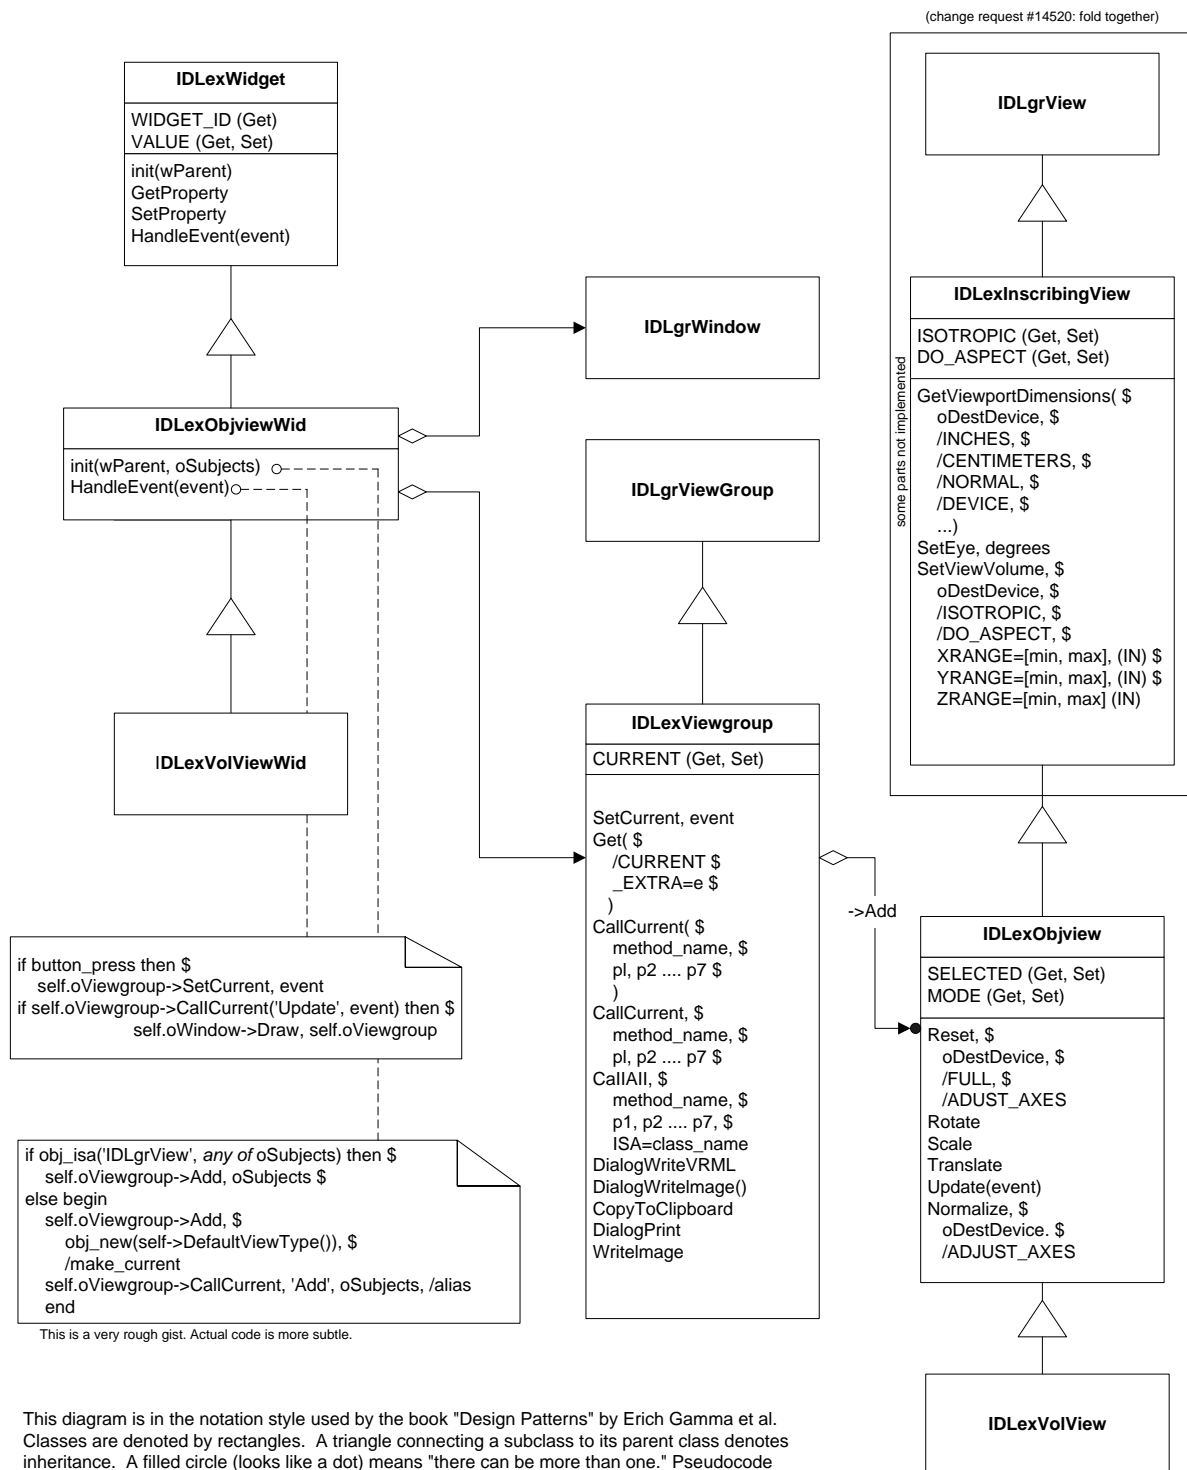 (change request #14520: fold together)
IDLexWidget
WIDGET_ID (Get)
VALUE (Get, Set)
init(wParent)
GetProperty
SetProperty
HandleEvent(event)
IDLgrView
IDLgrWindow
IDLexInscribingView
ISOTROPIC (Get, Set)
DO_ASPECT (Get, Set)
GetViewportDimensions( $
oDestDevice, $
/INCHES, $
/CENTIMETERS, $
/NORMAL, $
/DEVICE, $
...)
SetEye, degrees
SetViewVolume, $
oDestDevice, $
/ISOTROPIC, $
/DO_ASPECT, $
XRANGE=[min, max], (IN) $
YRANGE=[min, max], (IN) $
ZRANGE=[min, max] (IN)
some parts not implemented
IDLexObjviewWid
init(wParent, oSubjects)
HandleEvent(event)
IDLgrViewGroup
IDLexVolViewWid
IDLexViewgroup
CURRENT (Get, Set)
SetCurrent, event
Get( $
/CURRENT $
_EXTRA=e $
)
CallCurrent( $
method_name, $
pl, p2 .... p7 $
)
CallCurrent, $
method_name, $
pl, p2 .... p7 $
CallAll, $
method_name, $
p1, p2 .... p7, $
ISA=class_name
DialogWriteVRML
DialogWriteImage()
CopyToClipboard
DialogPrint
WriteImage
->Add
IDLexObjview
SELECTED (Get, Set)
MODE (Get, Set)
Reset, $
oDestDevice, $
/FULL, $
/ADUST_AXES
Rotate
Scale
Translate
Update(event)
Normalize, $
oDestDevice. $
/ADJUST_AXES
IDLexVolView
if button_press then $
self.oViewgroup->SetCurrent, event
if self.oViewgroup->CallCurrent('Update', event) then $
self.oWindow->Draw, self.oViewgroup
if obj_isa('IDLgrView', any of oSubjects) then $
self.oViewgroup->Add, oSubjects $
else begin
self.oViewgroup->Add, $
obj_new(self->DefaultViewType()), $
/make_current
self.oViewgroup->CallCurrent, 'Add', oSubjects, /alias
end
This is a very rough gist. Actual code is more subtle.
This diagram is in the notation style used by the book "Design Patterns" by Erich Gamma et al.
Classes are denoted by rectangles. A triangle connecting a subclass to its parent class denotes
inheritance. A filled circle (looks like a dot) means "there can be more than one." Pseudocode